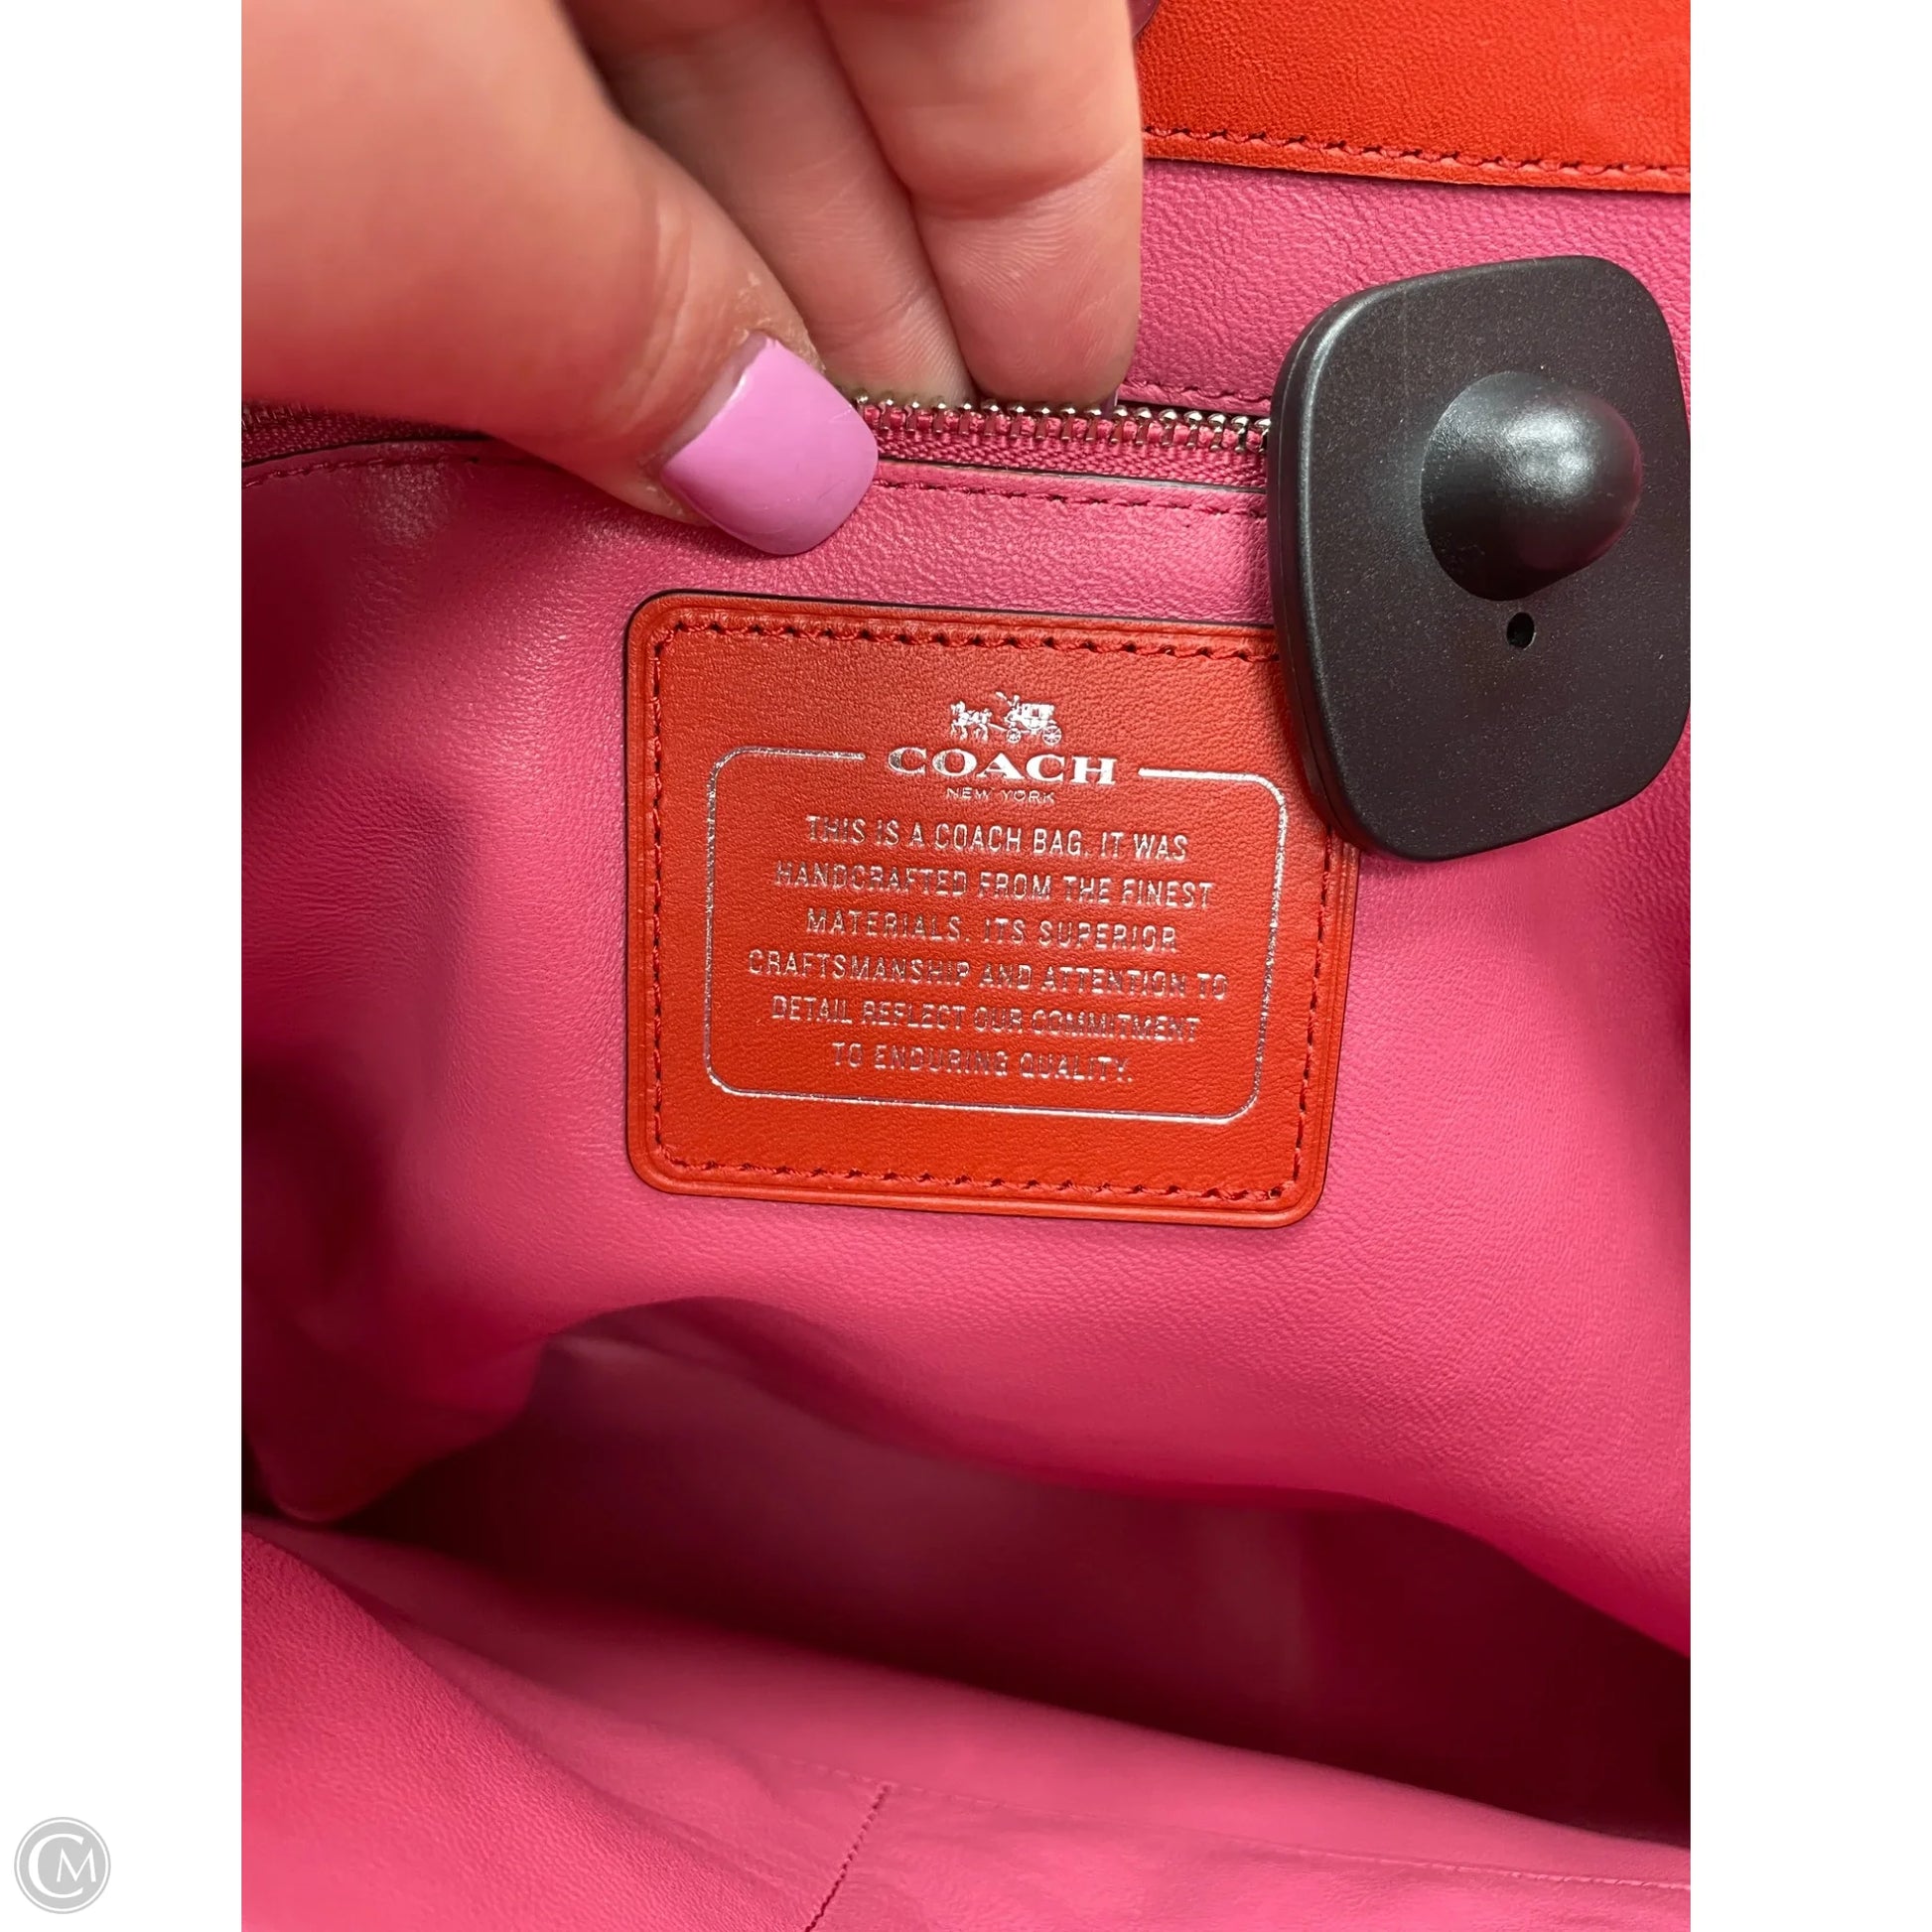 COACH
NEW YORK
THIS IS A COACH BAG. IT WAS
HANDCRAFTED FROM THE FINEST
MATERIALS. ITS SUPERIOR
CRAFTSMANSHIP AND ATTENTION TO
DETAIL REFLECT OUR COMMITMENT
TO ENDURING QUALITY.
CM